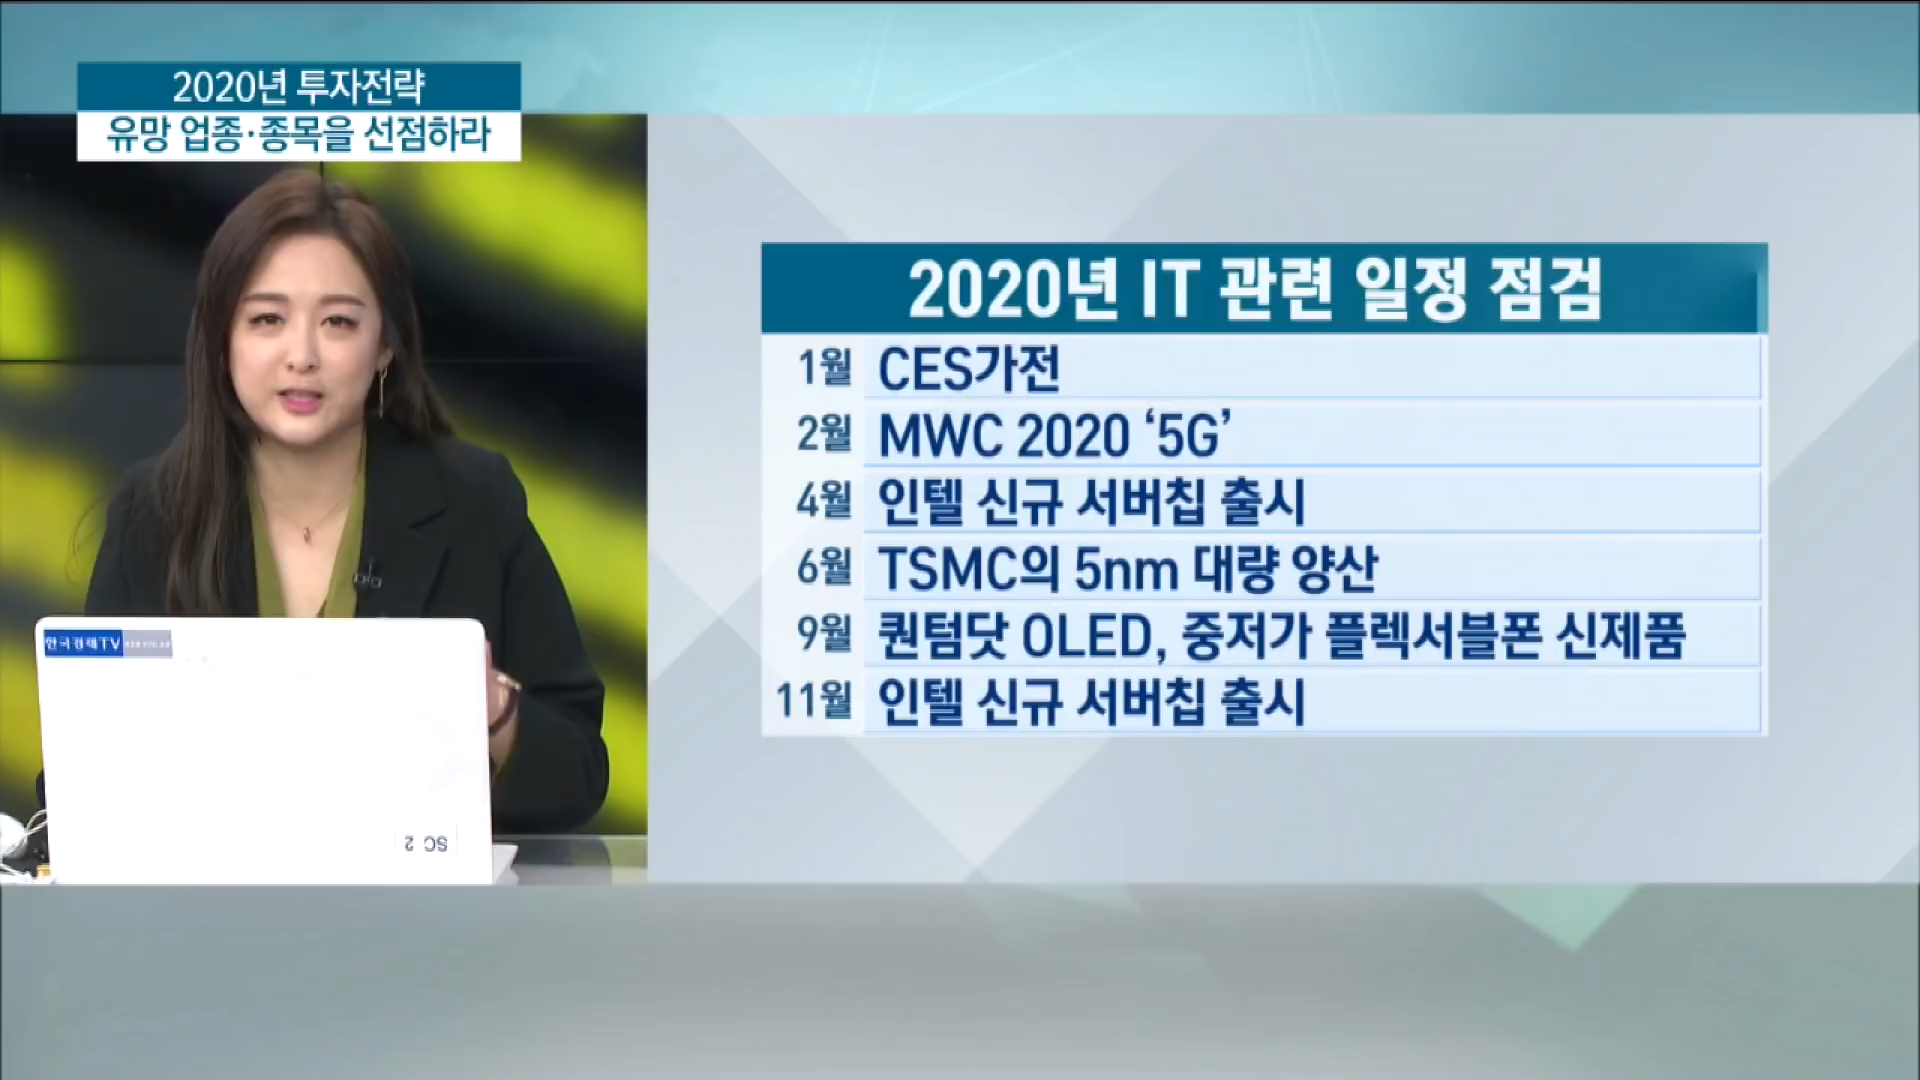 2020년 투자전략
유망 업종·종목을 선점하라
2020년 IT 관련 일정 점검
1월 CES가전
2월 MWC 2020 ‘5G’
4월 인텔 신규 서버칩 출시
6월 TSMC의 5nm 대량 양산
9월 퀀텀닷 OLED, 중저가 플렉서블폰 신제품
11월 인텔 신규 서버칩 출시
한국경제TV
SC 2